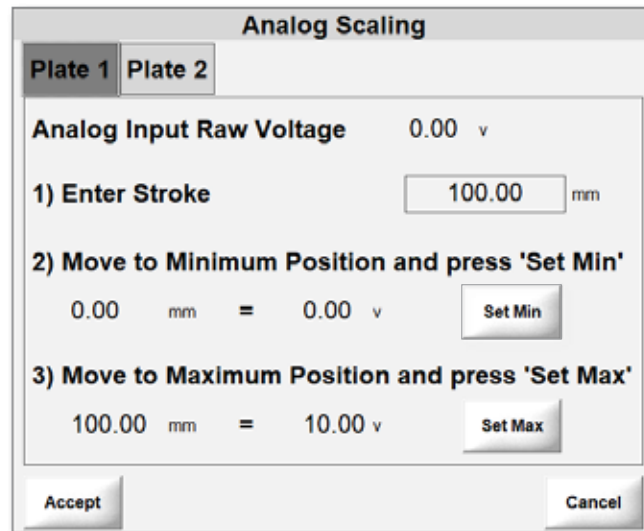 Analog Scaling
Plate 1 Plate 2
Analog Input Raw Voltage 0.00 v
1) Enter Stroke 100.00 mm
2) Move to Minimum Position and press 'Set Min'
0.00 mm = 0.00 v Set Min
3) Move to Maximum Position and press 'Set Max'
100.00 mm = 10.00 v Set Max
Accept Cancel